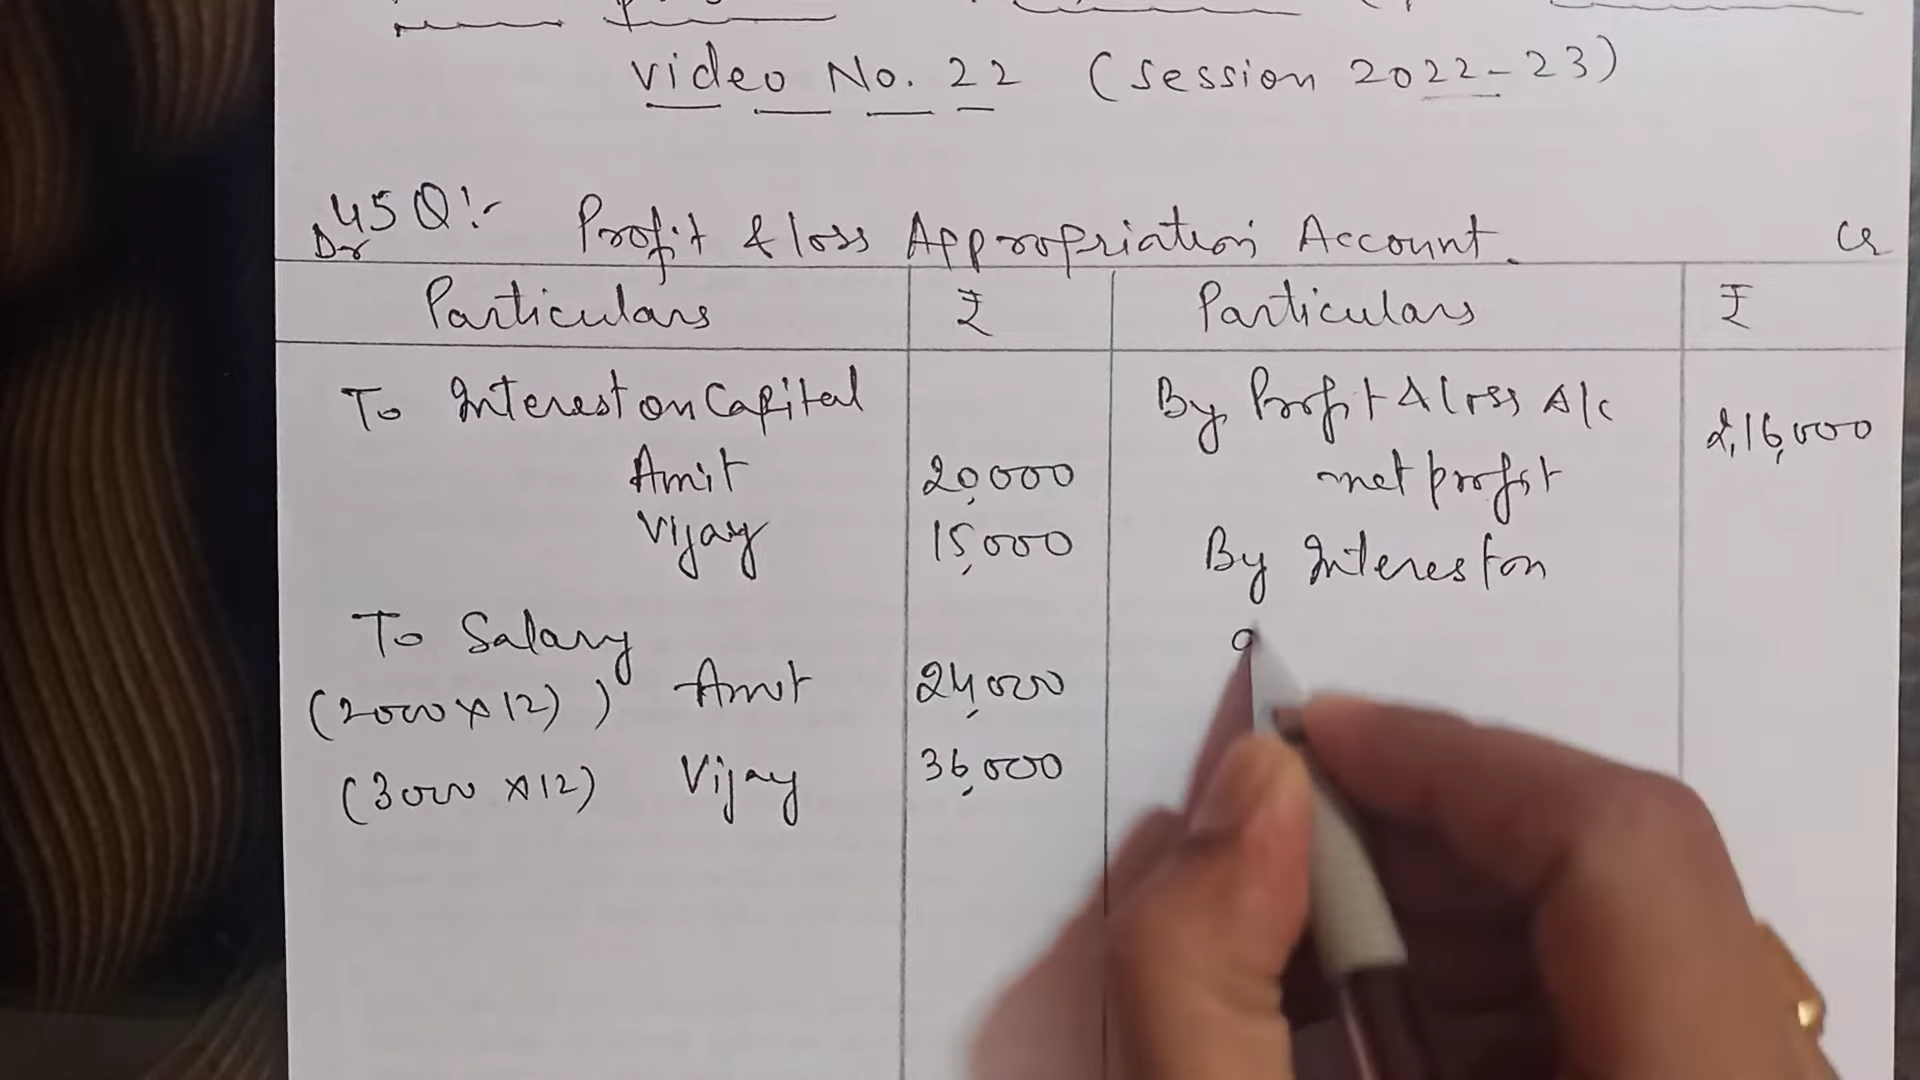 video No. 22 (session 2022-23)
45 Q:-
Dr Profit & loss Appropriation Account. Cr
Particulars ₹ Particulars ₹
To Interest on Capital By Profit & loss A/c 2,16,000
Amit 20,000 net profit
Vijay 15,000 By Interest on
To Salary
(2000 × 12) ) Amit 24,000
(3000 × 12) Vijay 36,000